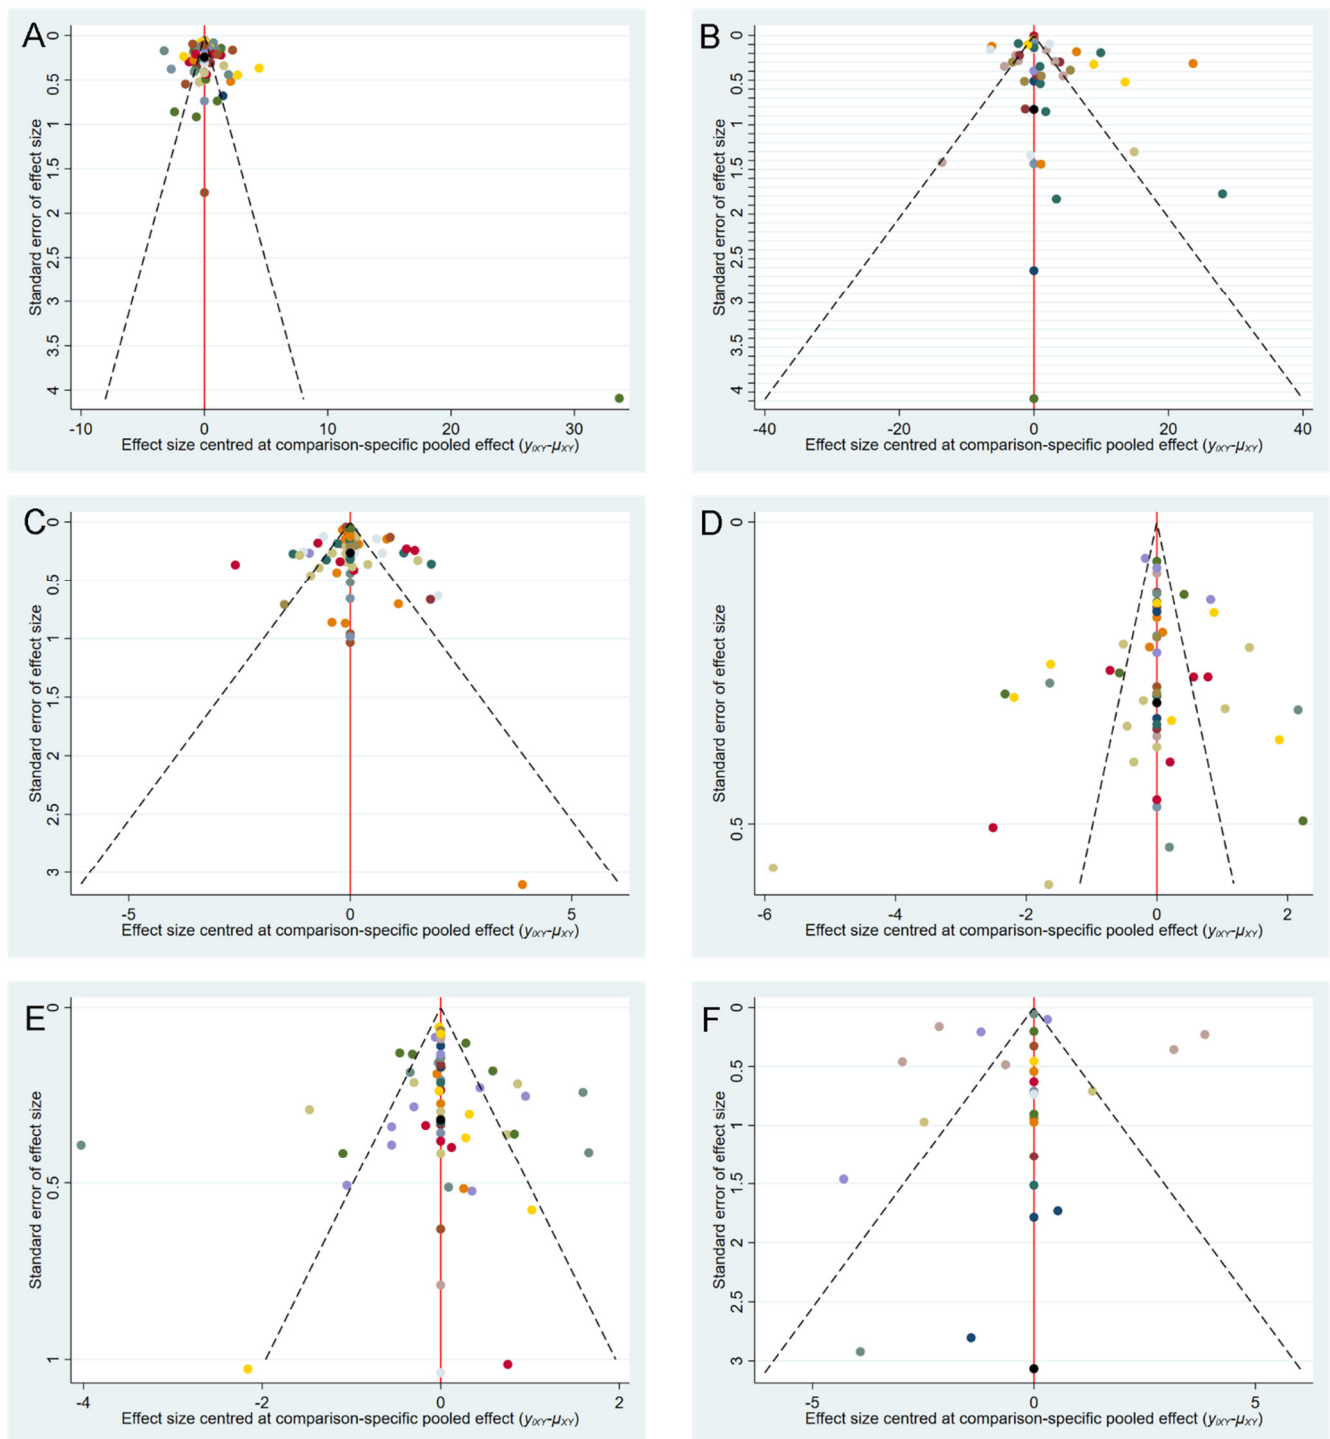 A
Standard error of effect size
0
0.5
1
1.5
2
2.5
3
3.5
4
-10 0 10 20 30
Effect size centred at comparison-specific pooled effect (yiXY-μXY)
B
Standard error of effect size
0
0.5
1
1.5
2
2.5
3
3.5
4
-40 -20 0 20 40
Effect size centred at comparison-specific pooled effect (yiXY-μXY)
C
Standard error of effect size
0
0.5
1
1.5
2
2.5
3
-5 0 5
Effect size centred at comparison-specific pooled effect (yiXY-μXY)
D
Standard error of effect size
0
0.5
-6 -4 -2 0 2
Effect size centred at comparison-specific pooled effect (yiXY-μXY)
E
Standard error of effect size
0
0.5
1
-4 -2 0 2
Effect size centred at comparison-specific pooled effect (yiXY-μXY)
F
Standard error of effect size
0
0.5
1
1.5
2
2.5
3
-5 0 5
Effect size centred at comparison-specific pooled effect (yiXY-μXY)